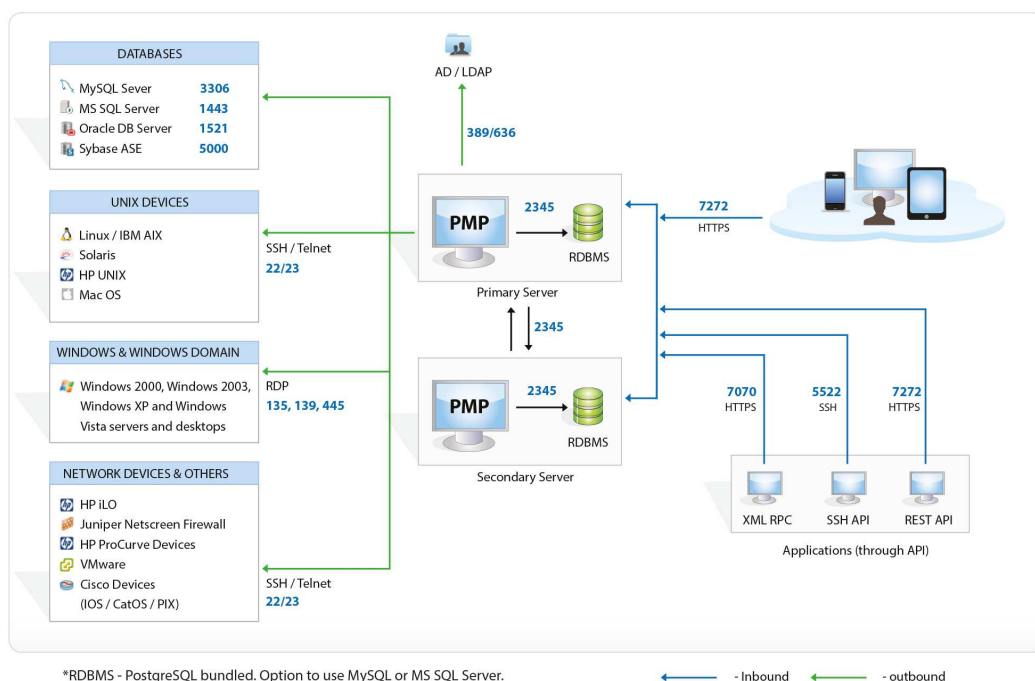 DATABASES
MySQL Sever 3306
MS SQL Server 1443
Oracle DB Server 1521
Sybase ASE 5000
UNIX DEVICES
Linux / IBM AIX
Solaris
HP UNIX
Mac OS
SSH / Telnet
22/23
WINDOWS & WINDOWS DOMAIN
Windows 2000, Windows 2003,
Windows XP and Windows
Vista servers and desktops
RDP
135, 139, 445
NETWORK DEVICES & OTHERS
HP iLO
Juniper Netscreen Firewall
HP ProCurve Devices
VMware
Cisco Devices
(IOS / CatOS / PIX)
SSH / Telnet
22/23
AD / LDAP
389/636
PMP
2345
RDBMS
Primary Server
2345
PMP
2345
RDBMS
Secondary Server
7272
HTTPS
7070
HTTPS
5522
SSH
7272
HTTPS
XML RPC
SSH API
REST API
Applications (through API)
*RDBMS - PostgreSQL bundled. Option to use MySQL or MS SQL Server.
- Inbound
- outbound